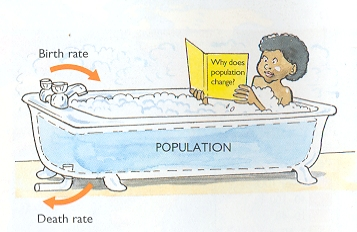 Birth rate
Why does
population
change?
POPULATION
Death rate